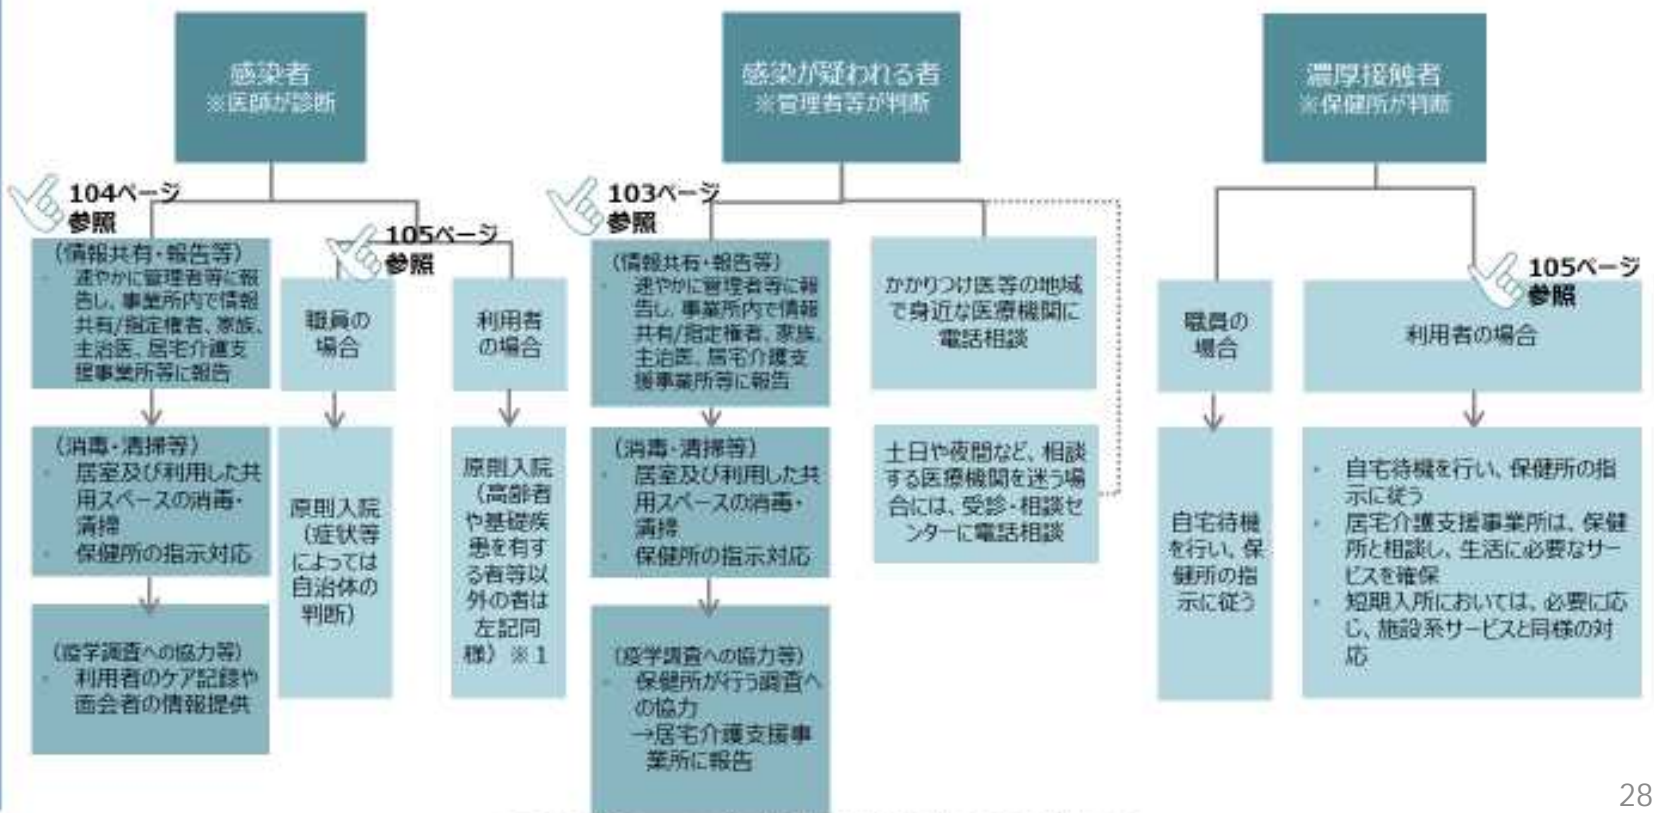 感染者
※医師が診断
104ページ
参照
(情報共有・報告等)
・ 速やかに管理者等に報
告し、事業所内で情報
共有/指定権者、家族、
主治医、居宅介護支
援事業所等に報告
(消毒・清掃等)
・ 居室及び利用した共
用スペースの消毒・
清掃
・ 保健所の指示対応
(疫学調査への協力等)
・ 利用者のケア記録や
面会者の情報提供
105ページ
参照
職員の
場合
原則入院
(症状等
によっては
自治体の
判断)
利用者
の場合
原則入院
(高齢者
や基礎疾
患を有す
る者等以
外の者は
左記同
様)※1
感染が疑われる者
※管理者等が判断
103ページ
参照
(情報共有・報告等)
・ 速やかに管理者等に報
告し、事業所内で情報
共有/指定権者、家族、
主治医、居宅介護支
援事業所等に報告
(消毒・清掃等)
・ 居室及び利用した共
用スペースの消毒・
清掃
・ 保健所の指示対応
(疫学調査への協力等)
・ 保健所が行う調査へ
の協力
→居宅介護支援事
業所に報告
かかりつけ医等の地域
で身近な医療機関に
電話相談
土日や夜間など、相談
する医療機関を迷う場
合には、受診・相談セ
ンターに電話相談
濃厚接触者
※保健所が判断
職員の
場合
自宅待機
を行い、保
健所の指
示に従う
105ページ
参照
利用者の場合
・ 自宅待機を行い、保健所の指
示に従う
・ 居宅介護支援事業所は、保健
所と相談し、生活に必要なサー
ビスを確保
・ 短期入所においては、必要に応
じ、施設系サービスと同様の対
応
28